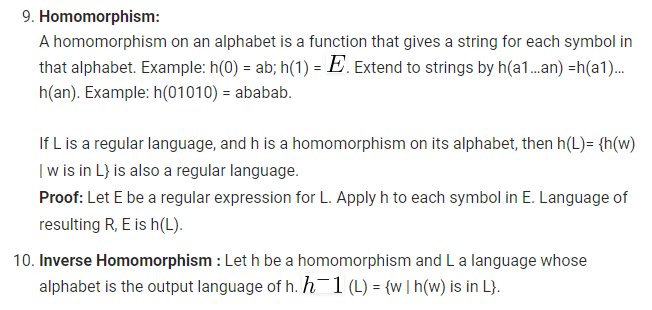 9. Homomorphism:
A homomorphism on an alphabet is a function that gives a string for each symbol in
that alphabet. Example: h(0) = ab; h(1) = E. Extend to strings by h(a1...an) =h(a1)...
h(an). Example: h(01010) = ababab.
If L is a regular language, and h is a homomorphism on its alphabet, then h(L)= {h(w)
| w is in L} is also a regular language.
Proof: Let E be a regular expression for L. Apply h to each symbol in E. Language of
resulting R, E is h(L).
10. Inverse Homomorphism : Let h be a homomorphism and L a language whose
alphabet is the output language of h. h⁻1 (L) = {w | h(w) is in L}.